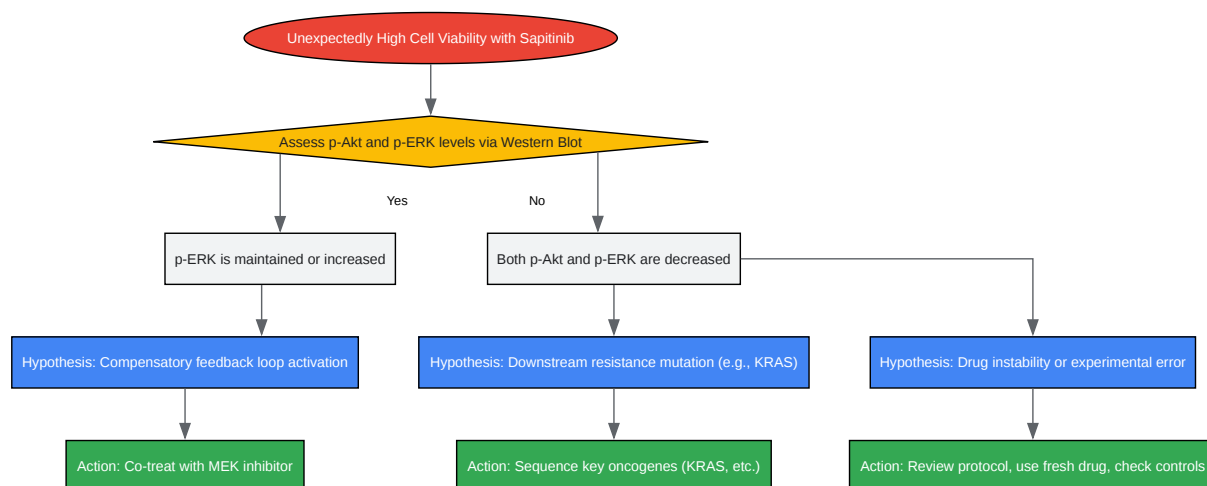 Unexpectedly High Cell Viability with Sapitinib
Assess p-Akt and p-ERK levels via Western Blot
Yes
No
p-ERK is maintained or increased
Both p-Akt and p-ERK are decreased
Hypothesis: Compensatory feedback loop activation
Hypothesis: Downstream resistance mutation (e.g., KRAS)
Hypothesis: Drug instability or experimental error
Action: Co-treat with MEK inhibitor
Action: Sequence key oncogenes (KRAS, etc.)
Action: Review protocol, use fresh drug, check controls